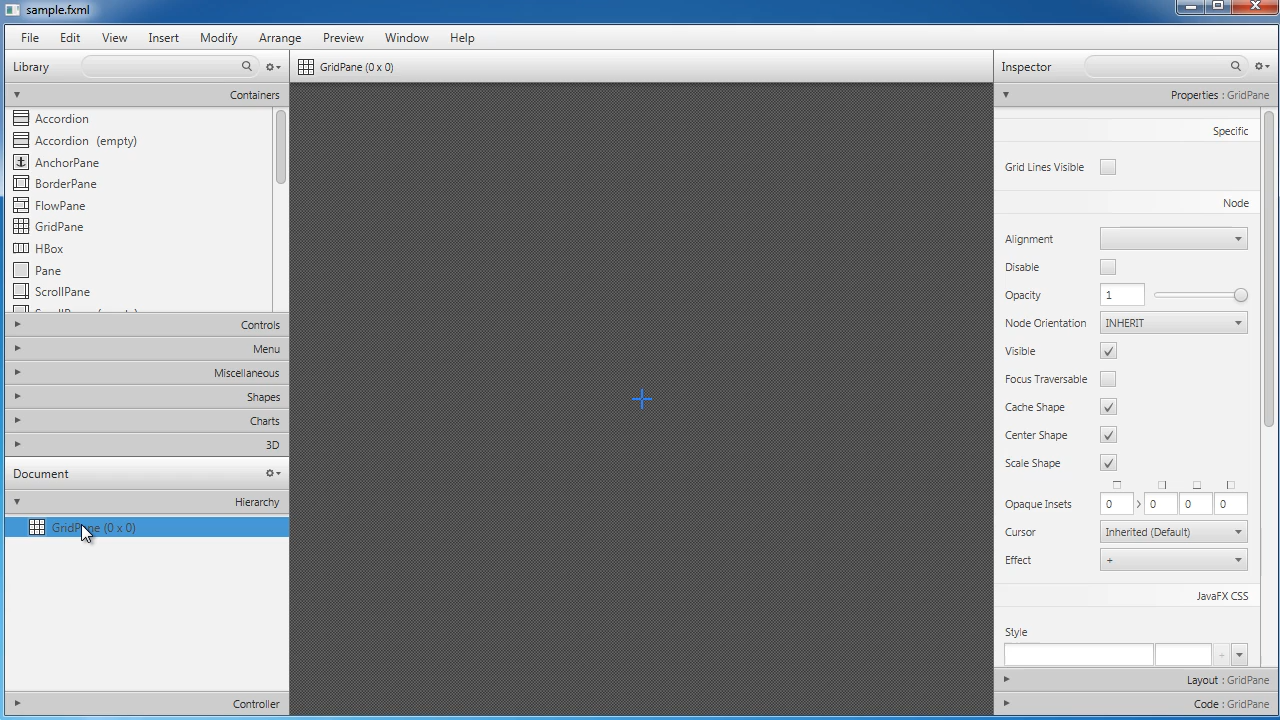 sample.fxml
File Edit View Insert Modify Arrange Preview Window Help
Library
Containers
Accordion
Accordion (empty)
AnchorPane
BorderPane
FlowPane
GridPane
HBox
Pane
ScrollPane
Controls
Menu
Miscellaneous
Shapes
Charts
3D
Document
Hierarchy
GridPane (0 x 0)
Controller
GridPane (0 x 0)
Inspector
Properties : GridPane
Specific
Grid Lines Visible
Node
Alignment
Disable
Opacity 1
Node Orientation INHERIT
Visible
Focus Traversable
Cache Shape
Center Shape
Scale Shape
Opaque Insets 0 > 0 0 0
Cursor Inherited (Default)
Effect +
JavaFX CSS
Style
+
Layout : GridPane
Code : GridPane